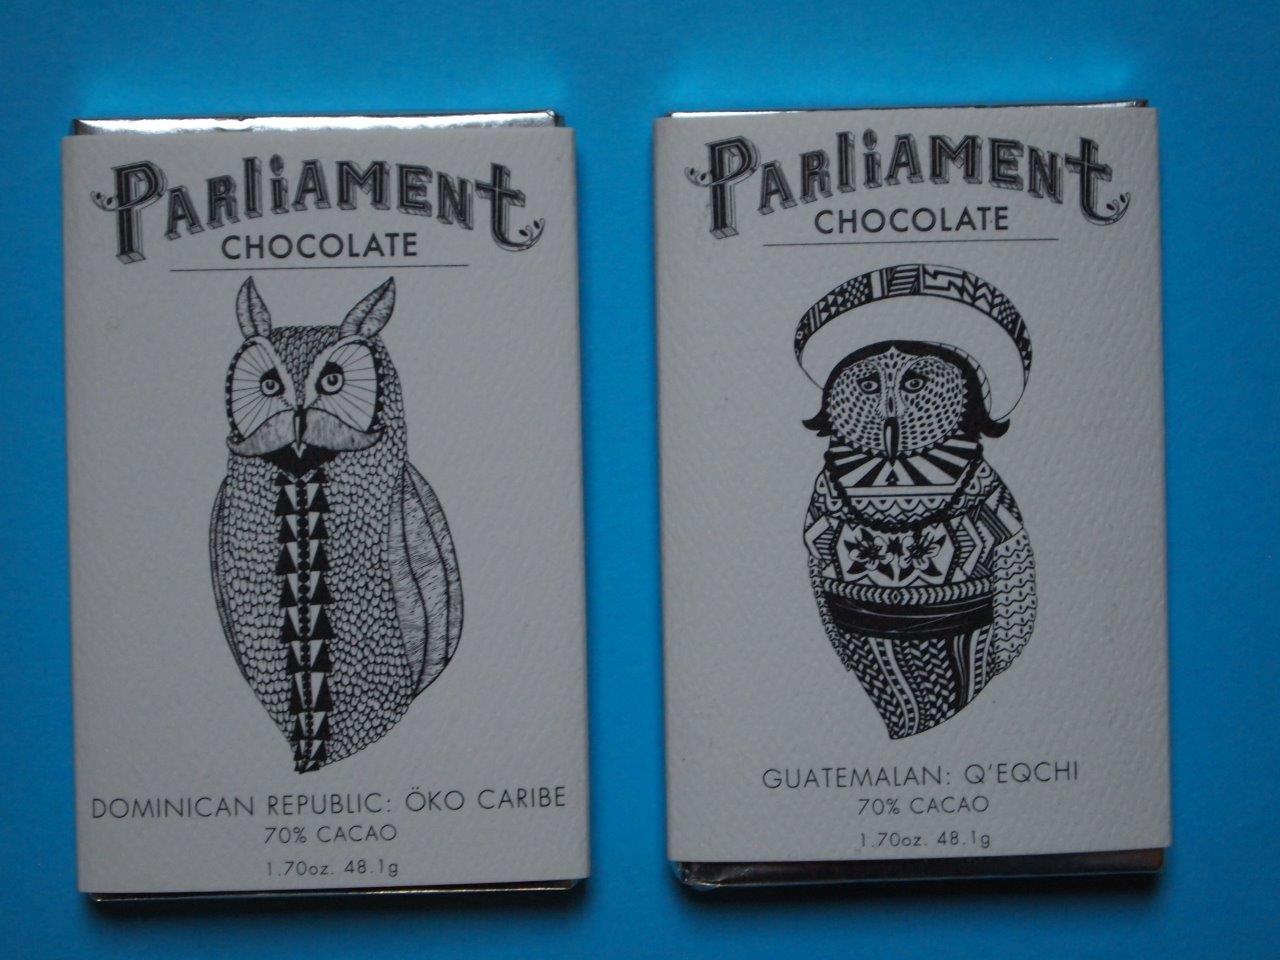 PARLiAMENt
CHOCOLATE
DOMINICAN REPUBLIC: ÖKO CARIBE
70% CACAO
1.70oz. 48.1g
PARLiAMENt
CHOCOLATE
GUATEMALAN: Q'EQCHI
70% CACAO
1.70oz. 48.1g